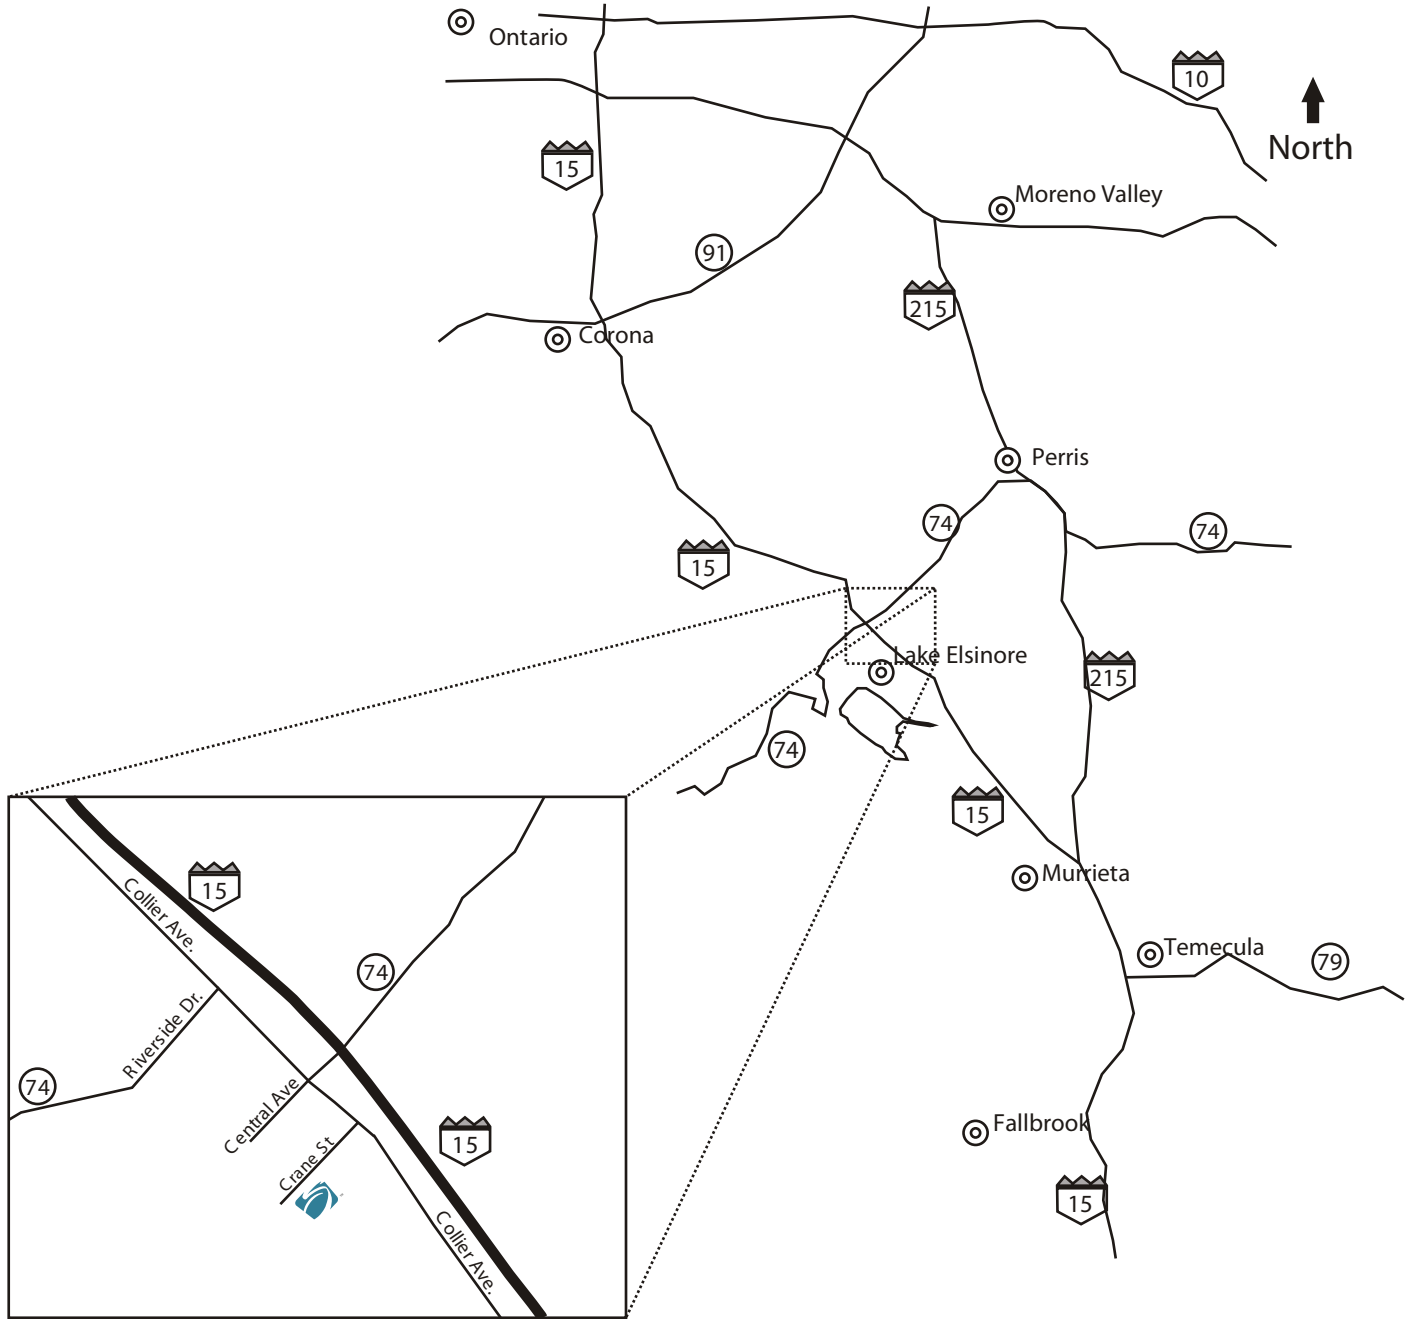 Ontario
10
North
15
Moreno Valley
91
215
Corona
Perris
74
74
15
Lake Elsinore
215
74
15
Murrieta
15
Collier Ave.
Temecula
79
74
Riverside Dr.
74
Central Ave
Fallbrook
15
Crane St
15
Collier Ave.